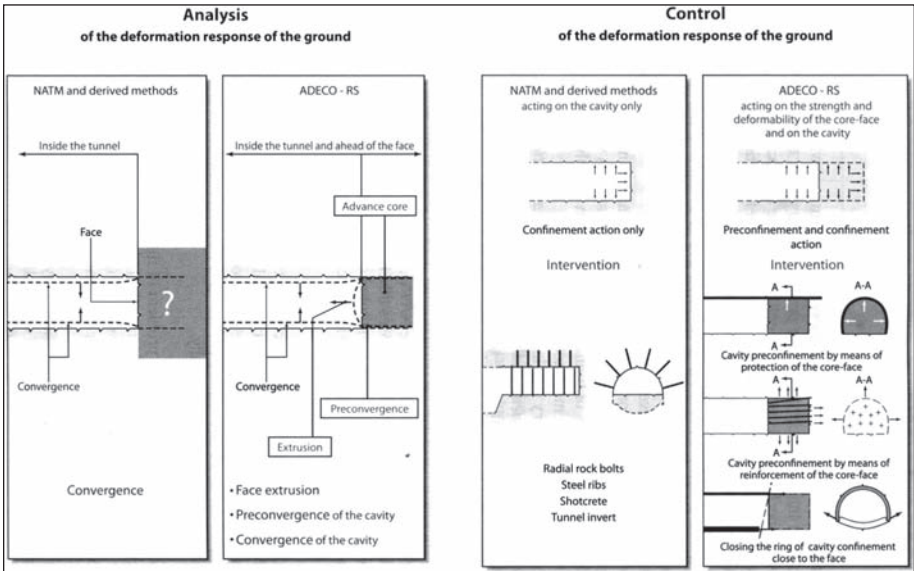 Analysis
of the deformation response of the ground
NATM and derived methods
Inside the tunnel
Face
?
Convergence
Convergence
ADECO - RS
Inside the tunnel and ahead of the face
Advance core
Convergence
Preconvergence
Extrusion
• Face extrusion
• Preconvergence of the cavity
• Convergence of the cavity
Control
of the deformation response of the ground
NATM and derived methods
acting on the cavity only
Confinement action only
Intervention
Radial rock bolts
Steel ribs
Shotcrete
Tunnel invert
ADECO - RS
acting on the strength and
deformability of the core-face
and on the cavity
Preconfinement and confinement
action
Intervention
A
A-A
A
Cavity preconfinement by means of
protection of the core-face
A
A-A
A
Cavity preconfinement by means of
reinforcement of the core-face
Closing the ring of cavity confinement
close to the face